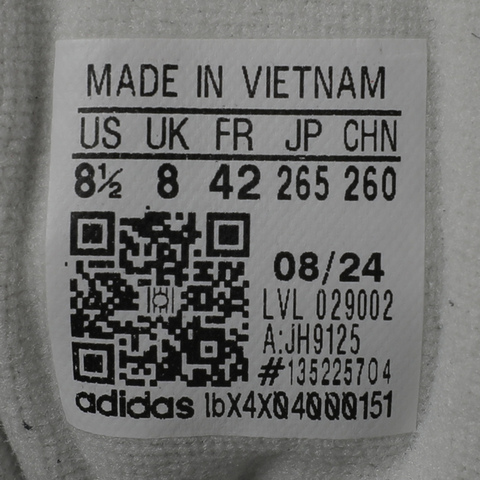 MADE IN VIETNAM
US UK FR JP CHN
8½ 8 42 265 260
08/24
LVL 029002
A:JH9125
#135225704
adidas lbX4X04000151